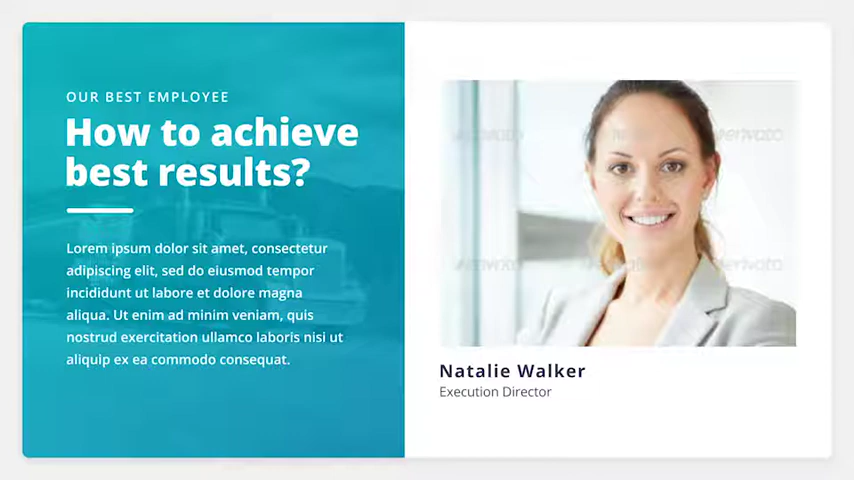 OUR BEST EMPLOYEE
How to achieve
best results?
Lorem ipsum dolor sit amet, consectetur
adipiscing elit, sed do eiusmod tempor
incididunt ut labore et dolore magna
aliqua. Ut enim ad minim veniam, quis
nostrud exercitation ullamco laboris nisi ut
aliquip ex ea commodo consequat.
Natalie Walker
Execution Director